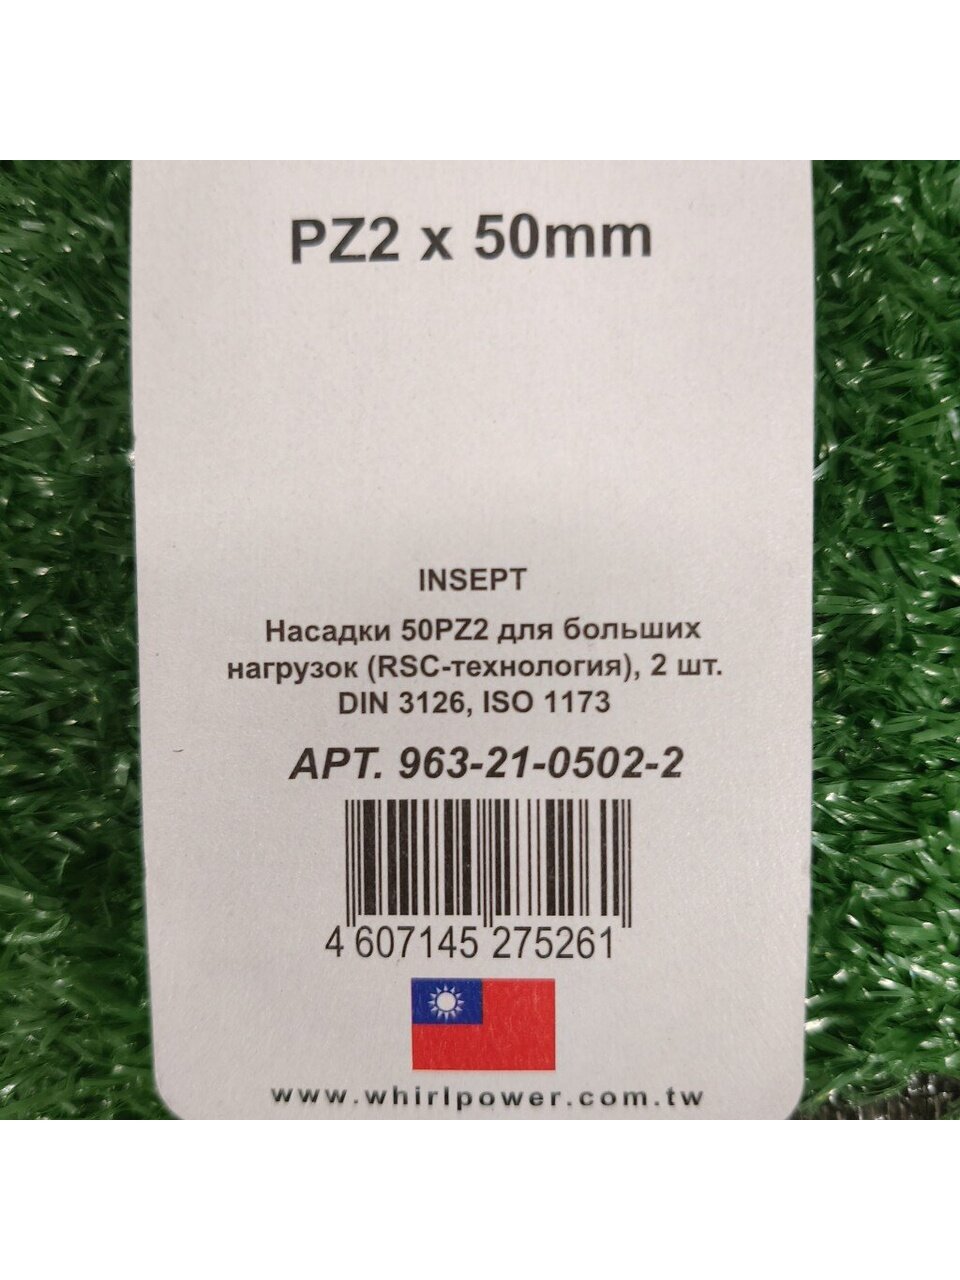 PZ2 x 50mm
INSEPT
Насадки 50PZ2 для больших
нагрузок (RSC-технология), 2 шт.
DIN 3126, ISO 1173
АРТ. 963-21-0502-2
4 607145 275261
www.whirlpower.com.tw